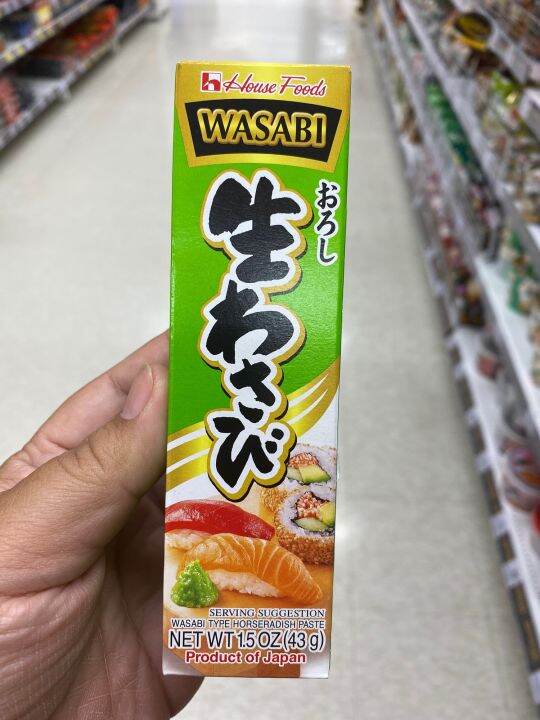 House Foods
WASABI
おろし
生わさび
SERVING SUGGESTION
WASABI TYPE HORSERADISH PASTE
NET WT 1.5 OZ (43 g)
Product of Japan